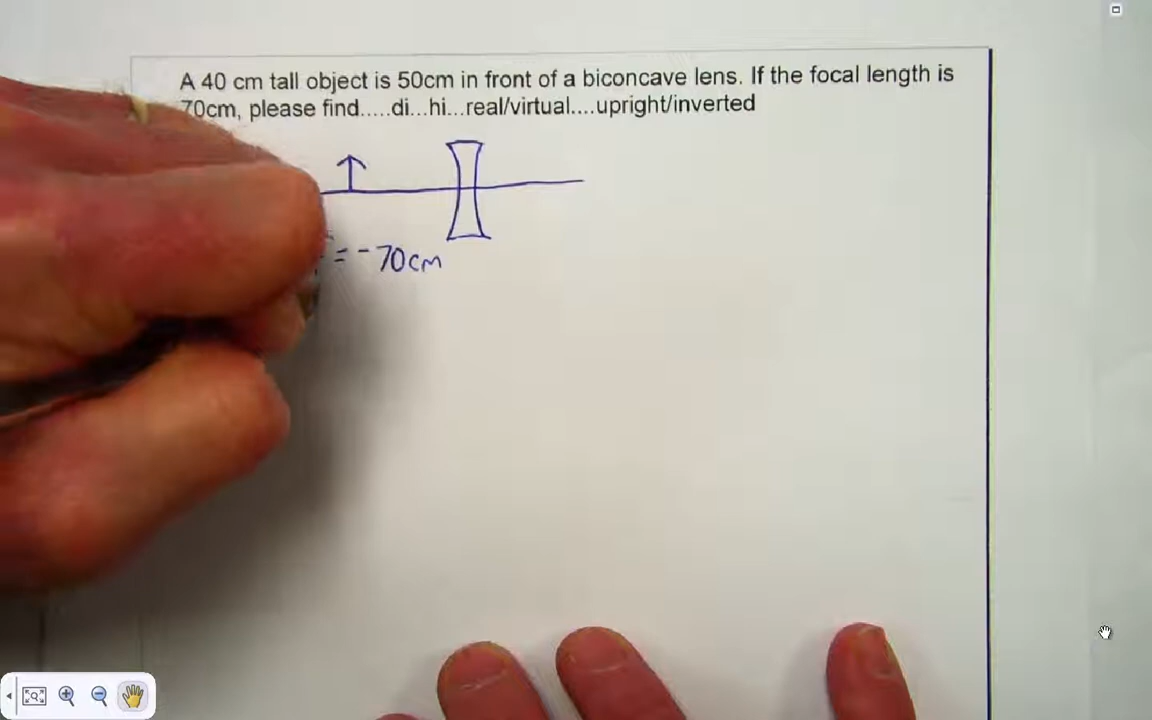 A 40 cm tall object is 50cm in front of a biconcave lens. If the focal length is
70cm, please find.....di...hi...real/virtual....upright/inverted
= -70cm